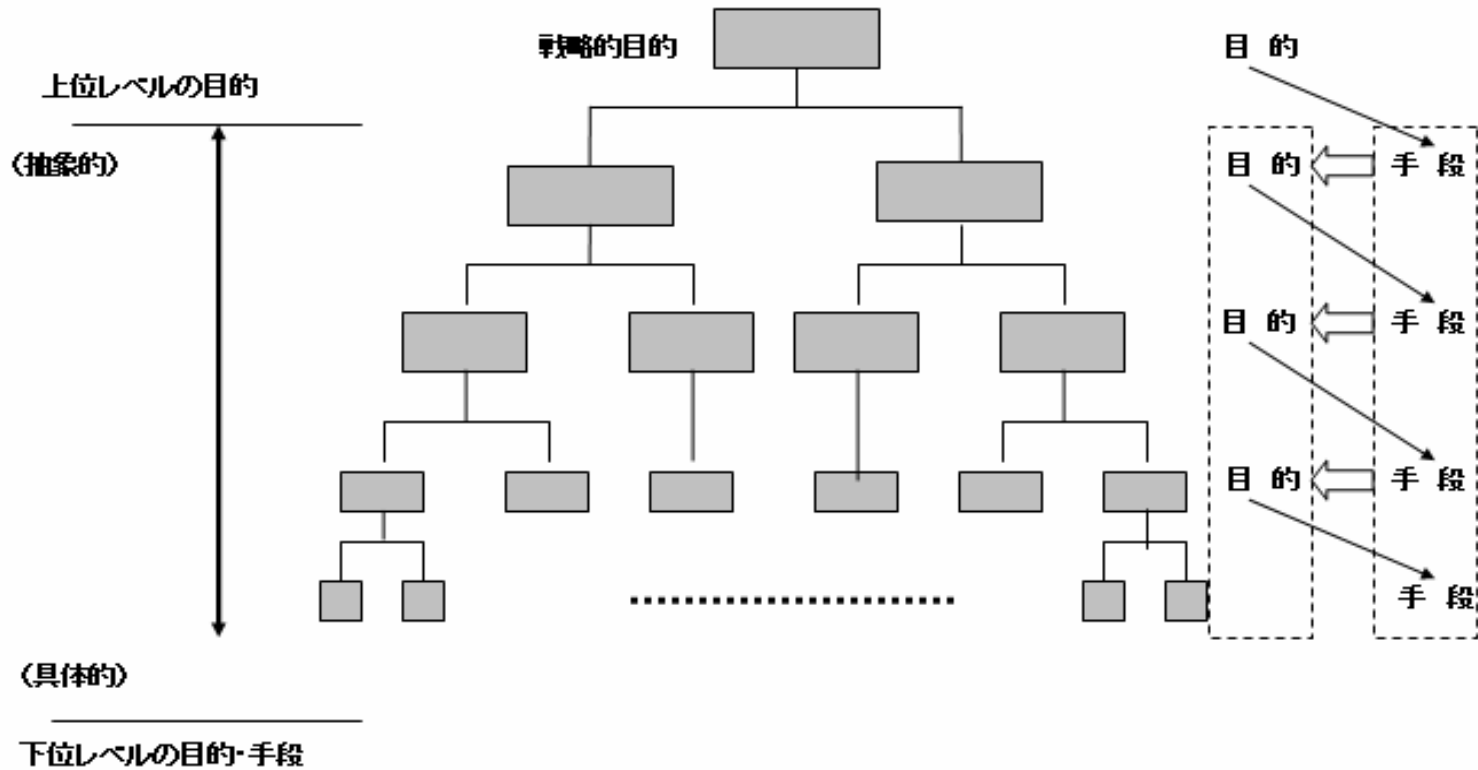 戦略的目的
目 的
上位レベルの目的
(抽象的)
目 的
手 段
目 的
手 段
目 的
手 段
手 段
(具体的)
下位レベルの目的・手段